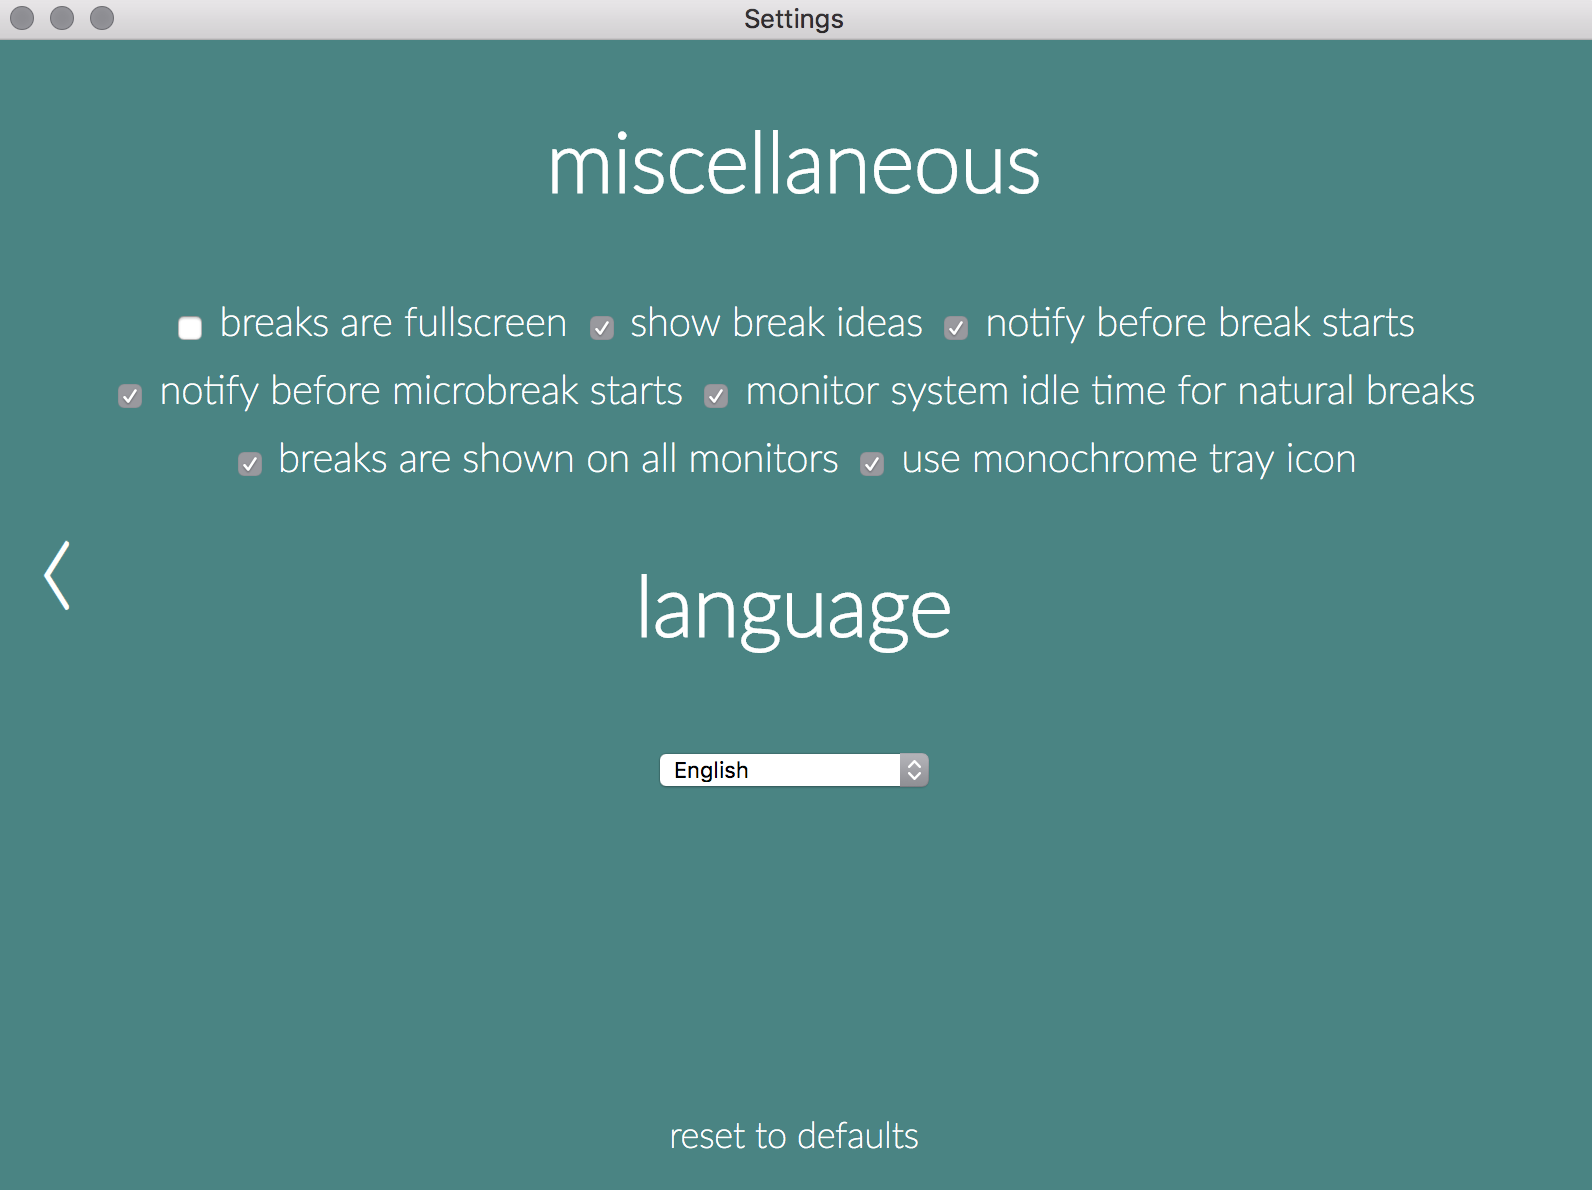 Settings
miscellaneous
breaks are fullscreen show break ideas notify before break starts
notify before microbreak starts monitor system idle time for natural breaks
breaks are shown on all monitors use monochrome tray icon
language
English
reset to defaults